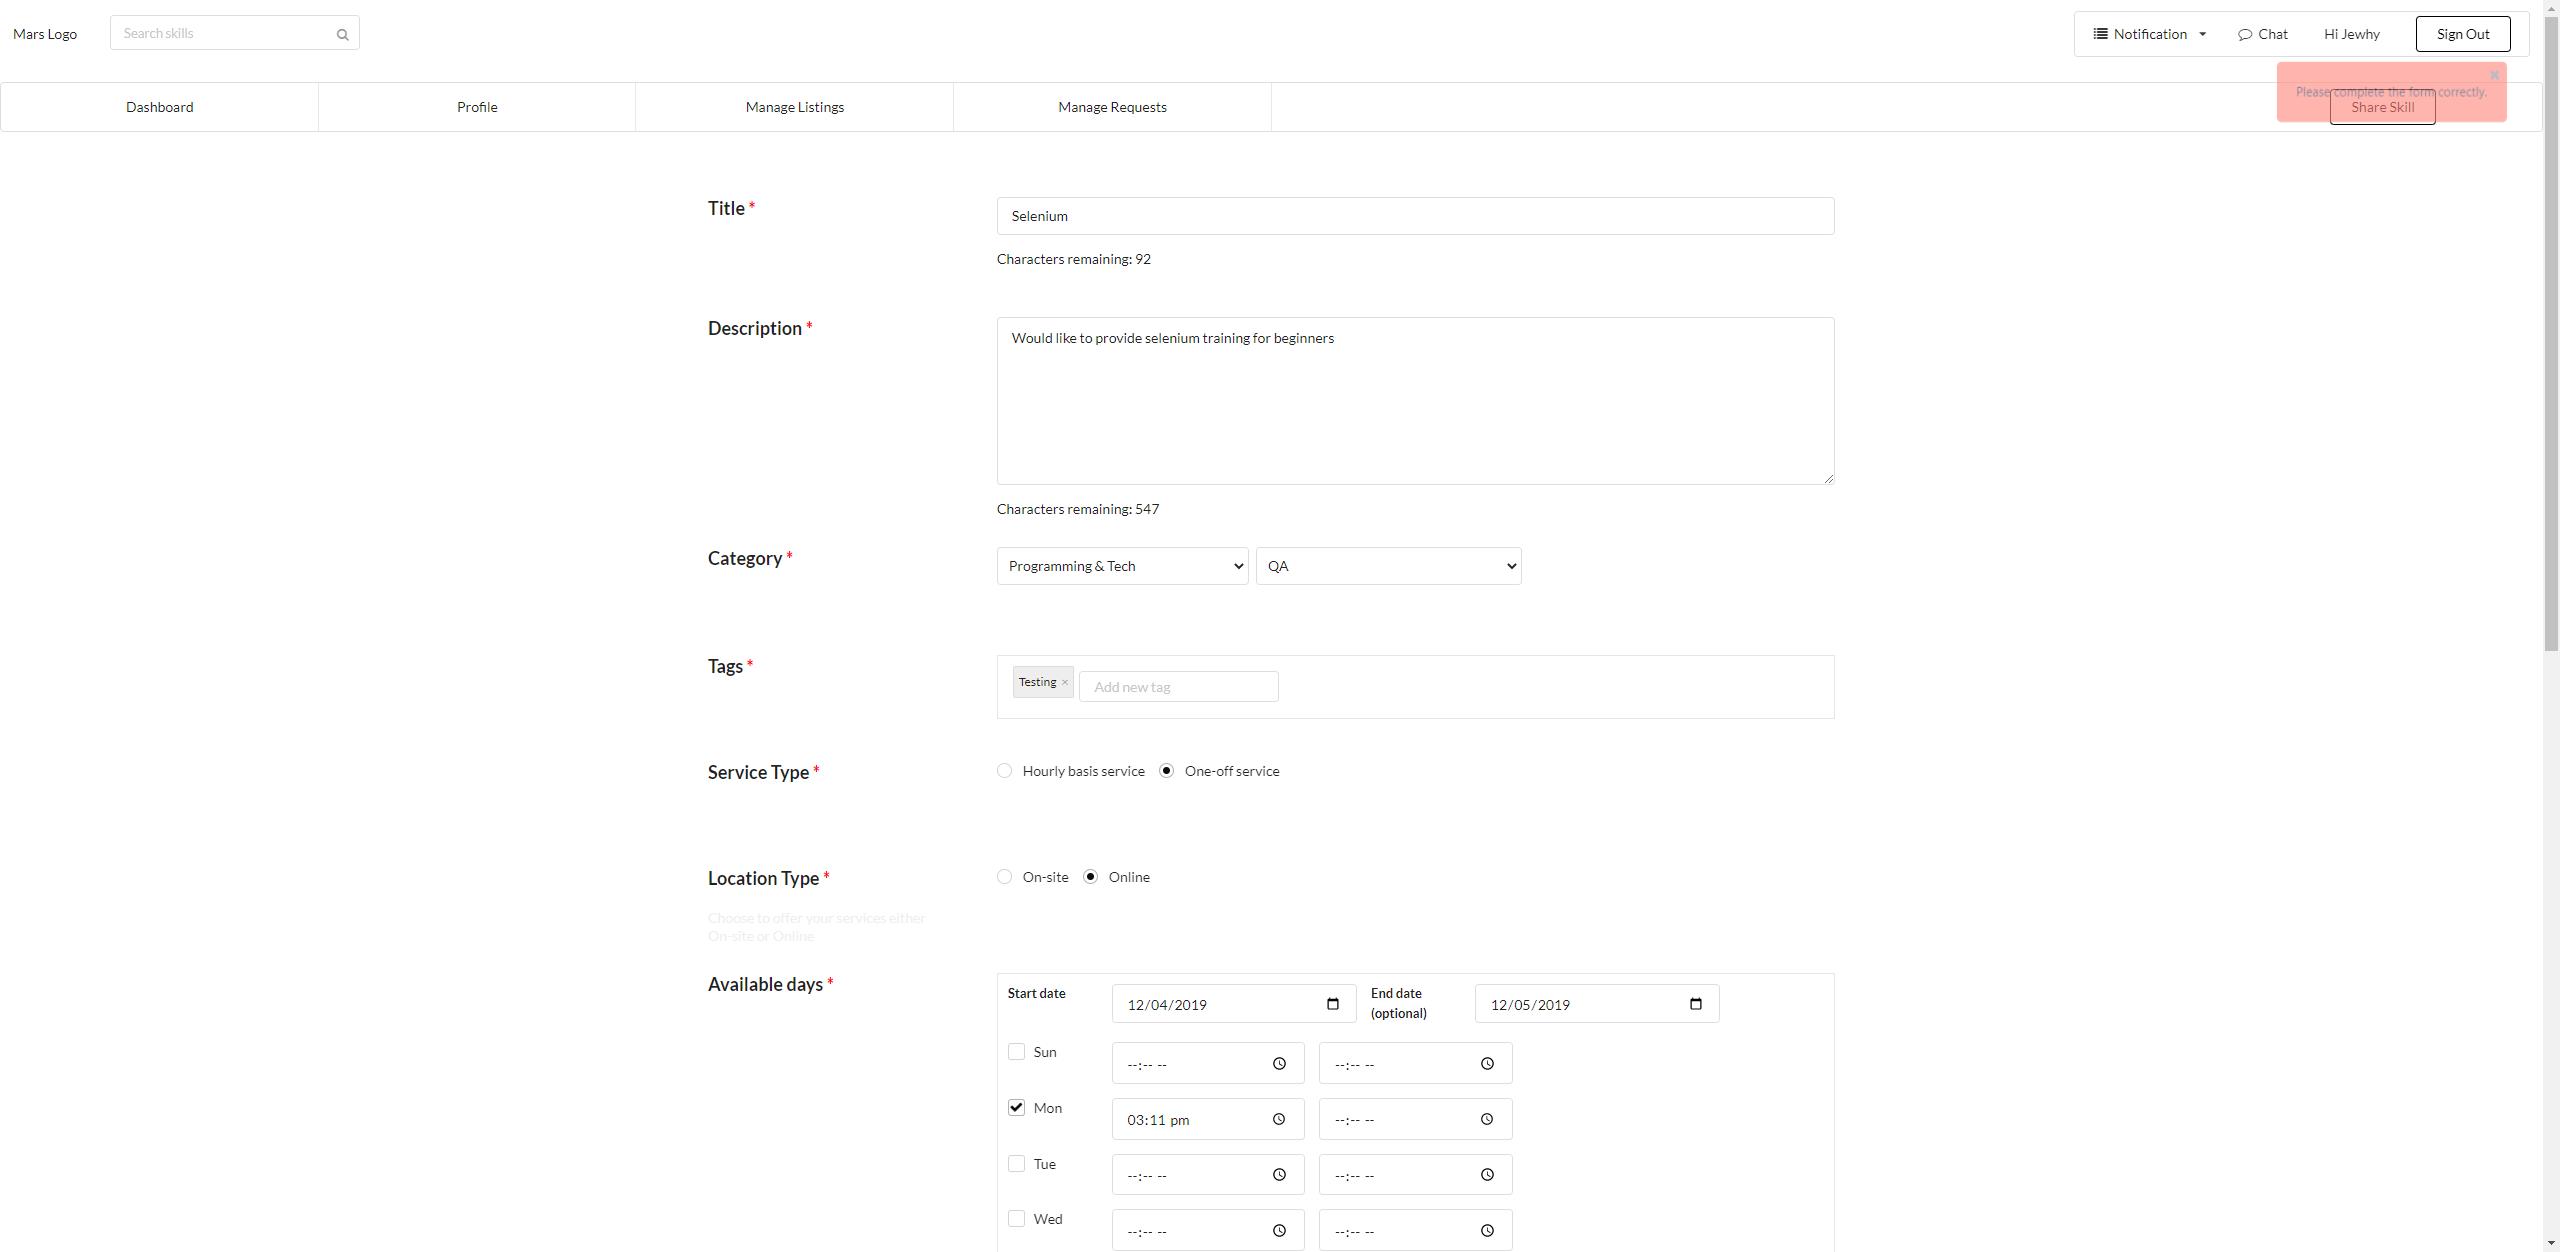 Mars Logo
Search skills
Notification
Chat
Hi Jewhy
Sign Out
Please complete the form correctly.
Dashboard
Profile
Manage Listings
Manage Requests
Share Skill
Title *
Selenium
Characters remaining: 92
Description *
Would like to provide selenium training for beginners
Characters remaining: 547
Category *
Programming & Tech
QA
Tags *
Testing ×
Add new tag
Service Type *
Hourly basis service
One-off service
Location Type *
On-site
Online
Choose to offer your services either
On-site or Online
Available days *
Start date
12/04/2019
End date
(optional)
12/05/2019
Sun
--:-- --
--:-- --
Mon
03:11 pm
--:-- --
Tue
--:-- --
--:-- --
Wed
--:-- --
--:-- --